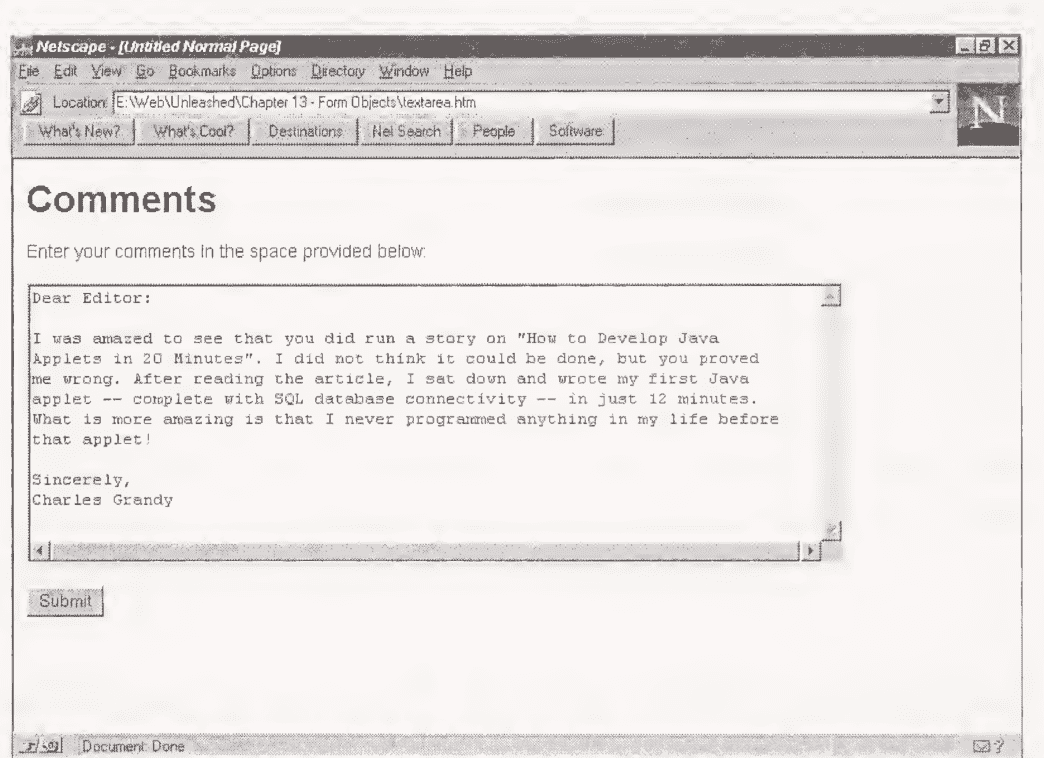 Netscape - [Untitled Normal Page]
File Edit View Go Bookmarks Options Directory Window Help
Location: E:\Web\Unleashed\Chapter 13 - Form Objects\textarea.htm
N
What's New? What's Cool? Destinations Net Search People Software
Comments
Enter your comments in the space provided below:
Dear Editor:
I was amazed to see that you did run a story on "How to Develop Java
Applets in 20 Minutes". I did not think it could be done, but you proved
me wrong. After reading the article, I sat down and wrote my first Java
applet -- complete with SQL database connectivity -- in just 12 minutes.
What is more amazing is that I never programmed anything in my life before
that applet!
Sincerely,
Charles Grandy
Submit
Document: Done